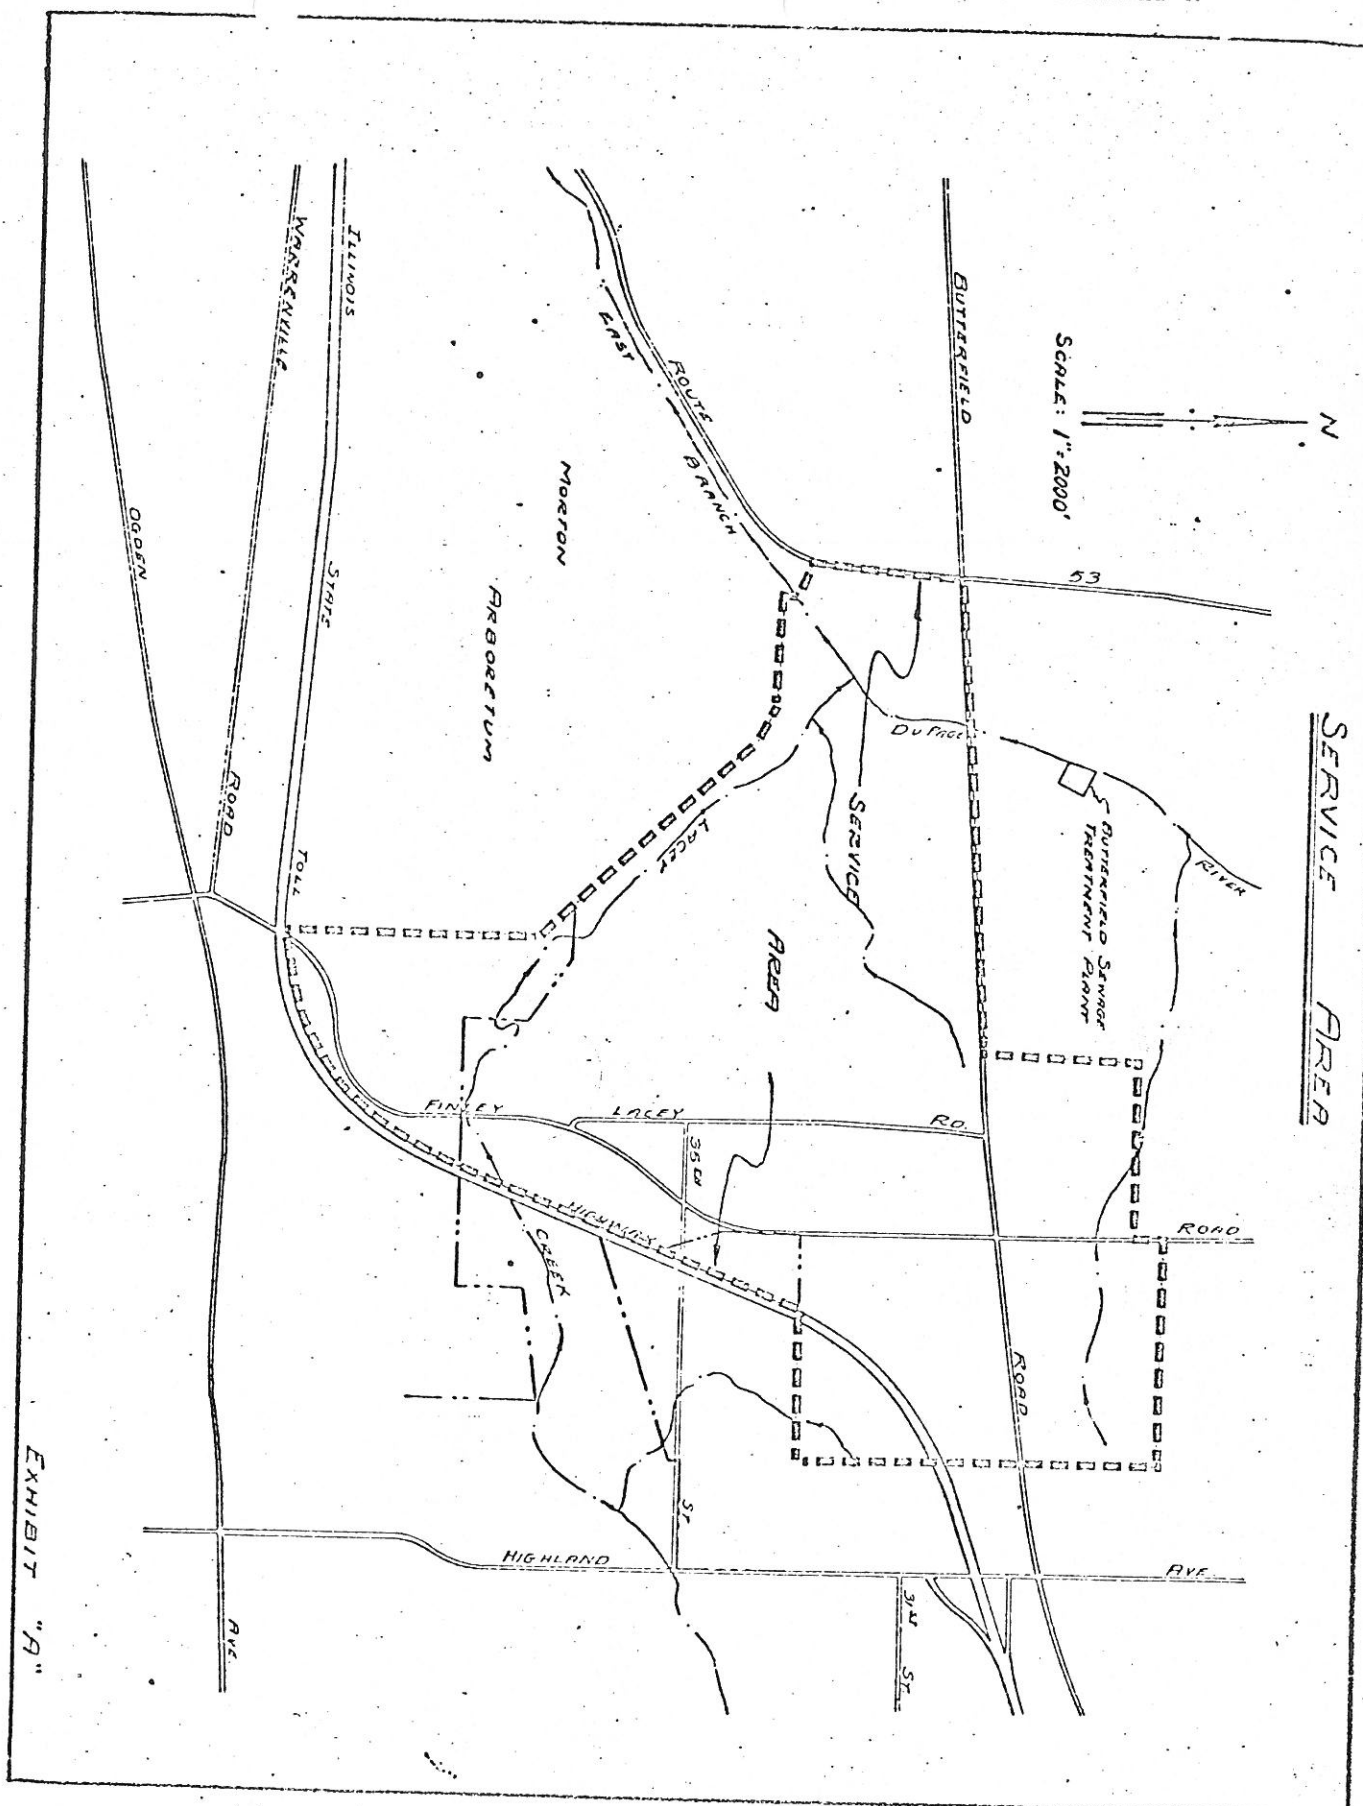 SERVICE AREA
N
SCALE: 1"=2000'
53
BUTTERFIELD
ROAD
RIVER
BUTTERFIELD SEWAGE
TREATMENT PLANT
DU PAGE
ROUTE
EAST
BRANCH
SERVICE
AREA
MORTON
ARBORETUM
LACEY
CREEK
LACEY
RD.
FINLEY
ROAD
35TH
ST.
HIGHWAY
HIGHLAND
AVE.
31ST
ST.
ILLINOIS
STATE
TOLL
WARRENVILLE
ROAD
OGDEN
AVE.
EXHIBIT "A"